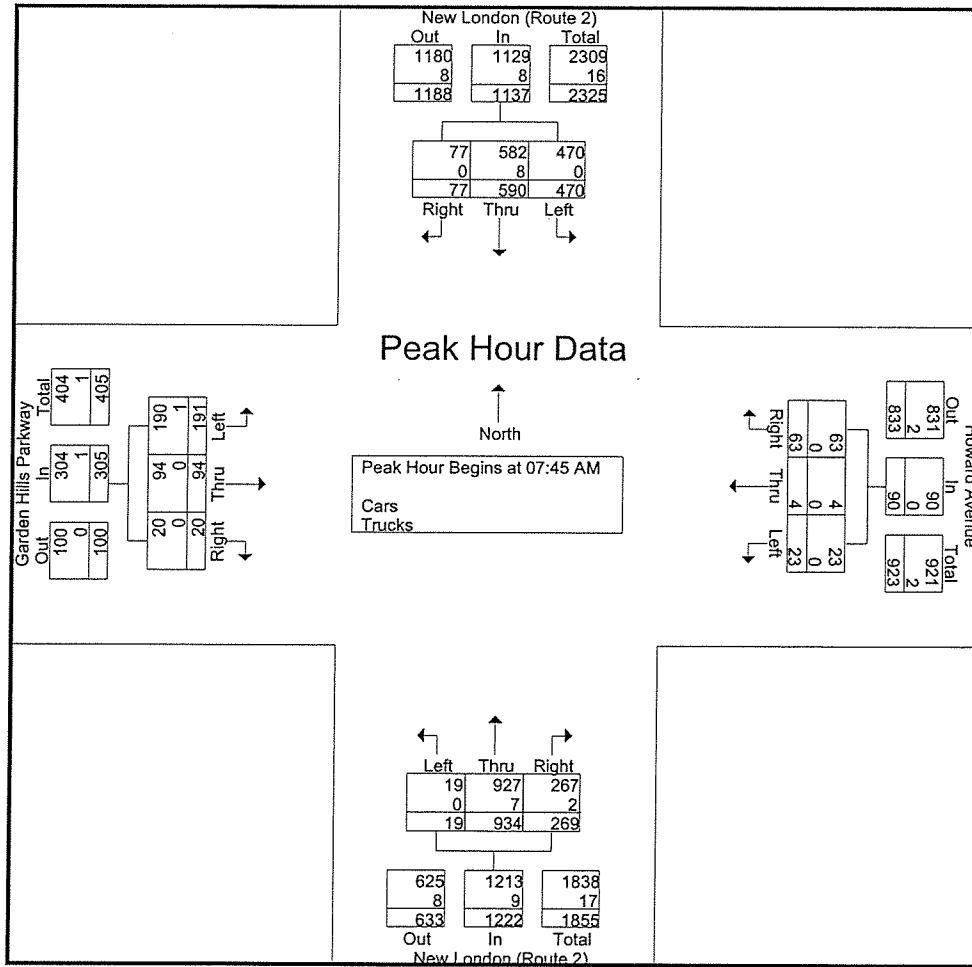 New London (Route 2)
Out In Total
1180 1129 2309
8 8 16
1188 1137 2325
77 582 470
0 8 0
77 590 470
Right Thru Left
Peak Hour Data
North
Peak Hour Begins at 07:45 AM
Cars
Trucks
Garden Hills Parkway
Out In Total
100 304 404
0 1 1
100 305 405
190 94 20
1 0 0
191 94 20
Left Thru Right
Howard Avenue
Out In Total
831 90 921
2 0 2
833 90 923
63 4 23
0 0 0
63 4 23
Right Thru Left
Left Thru Right
19 927 267
0 7 2
19 934 269
625 1213 1838
8 9 17
633 1222 1855
Out In Total
New London (Route 2)